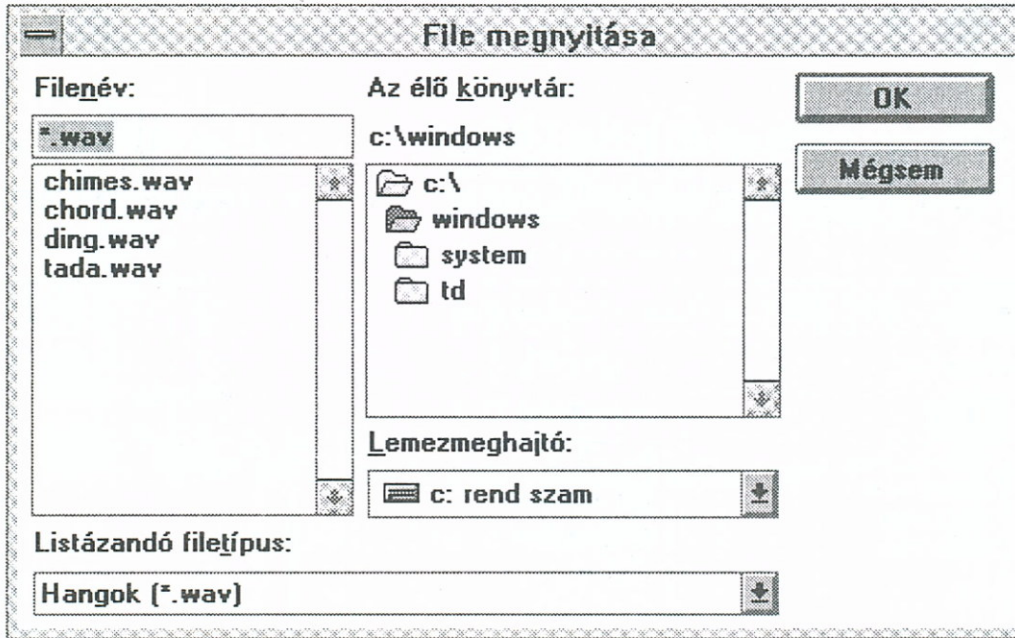 File megnyitása
Filenév:
*.wav
chimes.wav
chord.wav
ding.wav
tada.wav
Az élő könyvtár:
c:\windows
c:\
windows
system
td
Lemezmeghajtó:
c: rend szam
Listázandó filetípus:
Hangok (*.wav)
OK
Mégsem